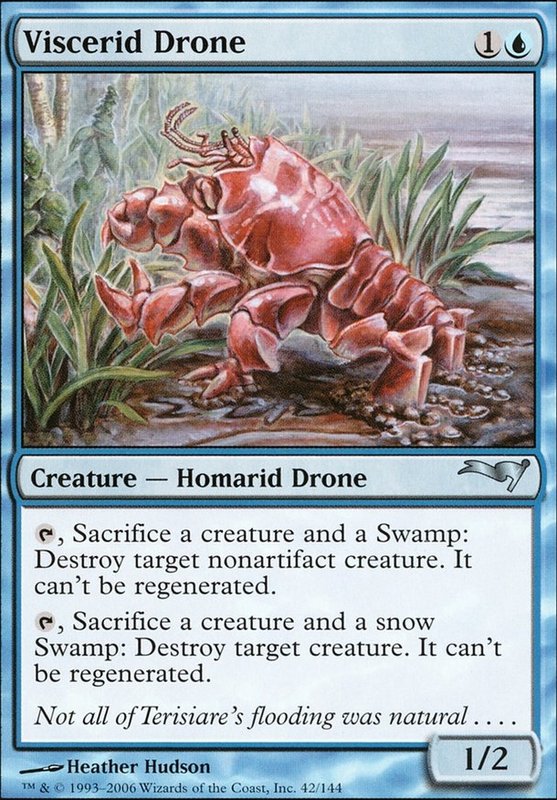 Viscerid Drone 1
Creature — Homarid Drone
, Sacrifice a creature and a Swamp:
Destroy target nonartifact creature. It
can't be regenerated.
, Sacrifice a creature and a snow
Swamp: Destroy target creature. It can't
be regenerated.
Not all of Terisiare's flooding was natural . . . .
Heather Hudson
1/2
™ & © 1993–2006 Wizards of the Coast, Inc. 42/144